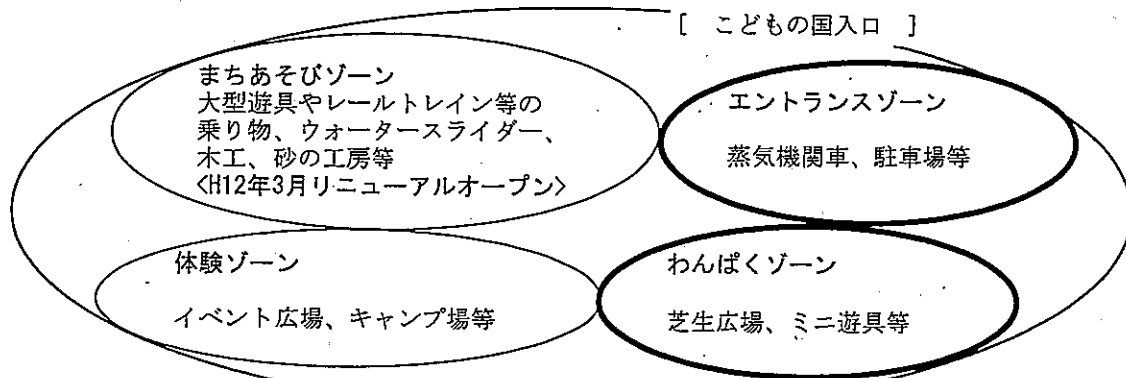 [ こどもの国入口 ]
まちあそびゾーン
大型遊具やレールトレイン等の
乗り物、ウォータースライダー、
木工、砂の工房等
<H12年3月リニューアルオープン>
エントランスゾーン
蒸気機関車、駐車場等
体験ゾーン
イベント広場、キャンプ場等
わんぱくゾーン
芝生広場、ミニ遊具等